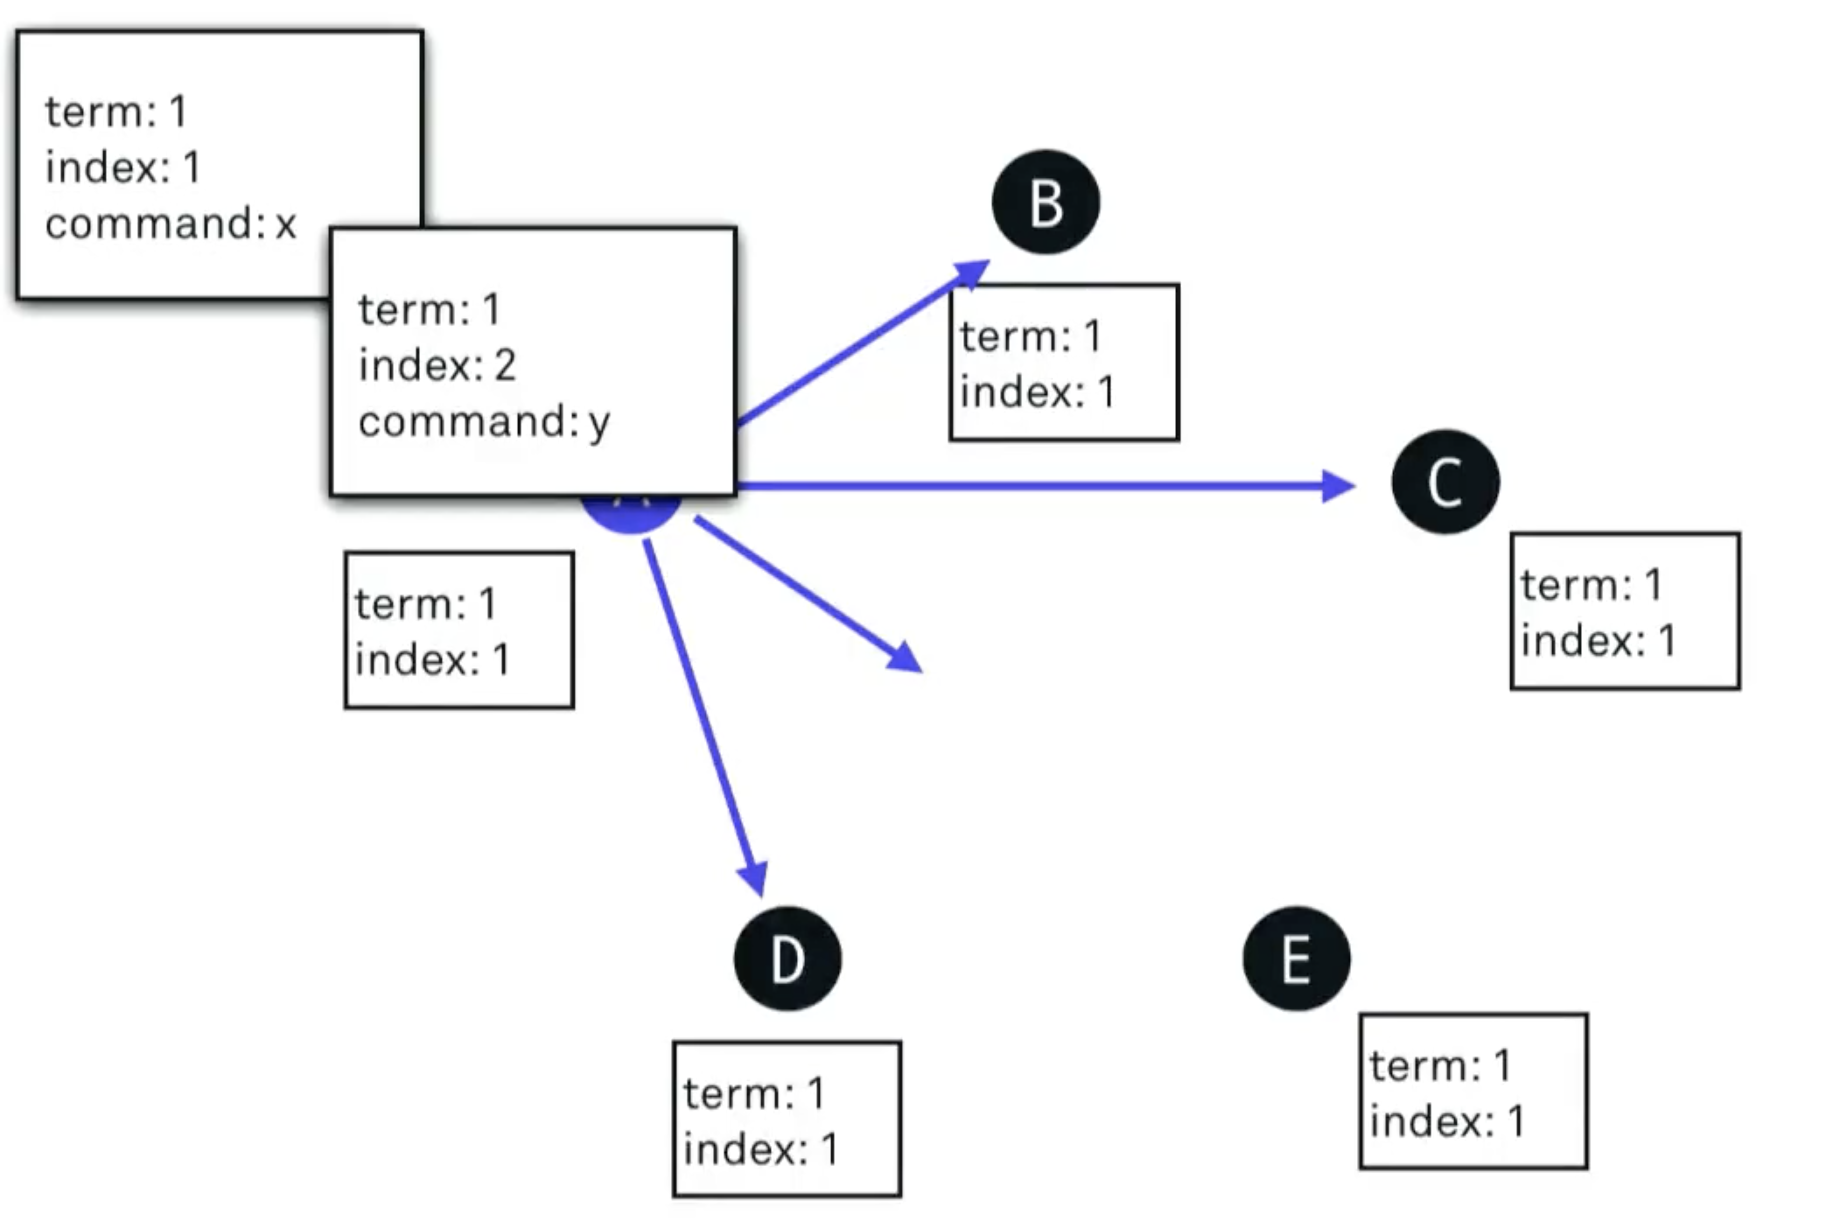 term: 1
index: 1
command: x
term: 1
index: 2
command: y
B
term: 1
index: 1
C
term: 1
index: 1
term: 1
index: 1
D
term: 1
index: 1
E
term: 1
index: 1